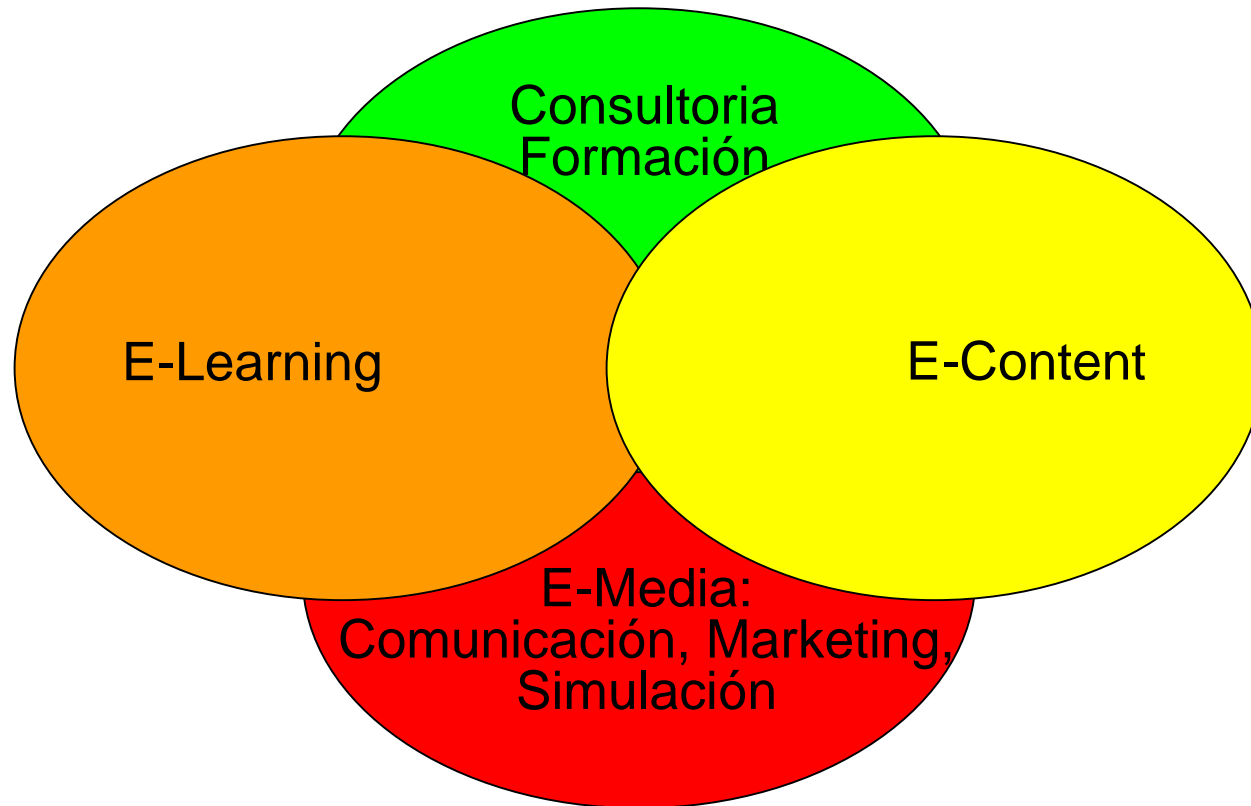 Consultoria
Formación
E-Learning
E-Content
E-Media:
Comunicación, Marketing,
Simulación